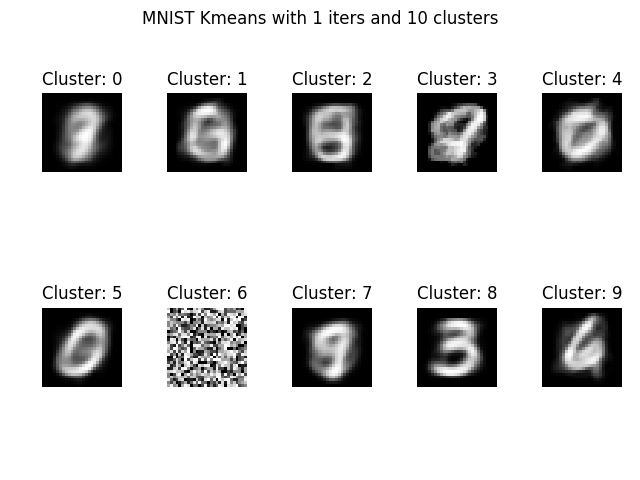 MNIST Kmeans with 1 iters and 10 clusters
Cluster: 0 Cluster: 1 Cluster: 2 Cluster: 3 Cluster: 4
Cluster: 5 Cluster: 6 Cluster: 7 Cluster: 8 Cluster: 9